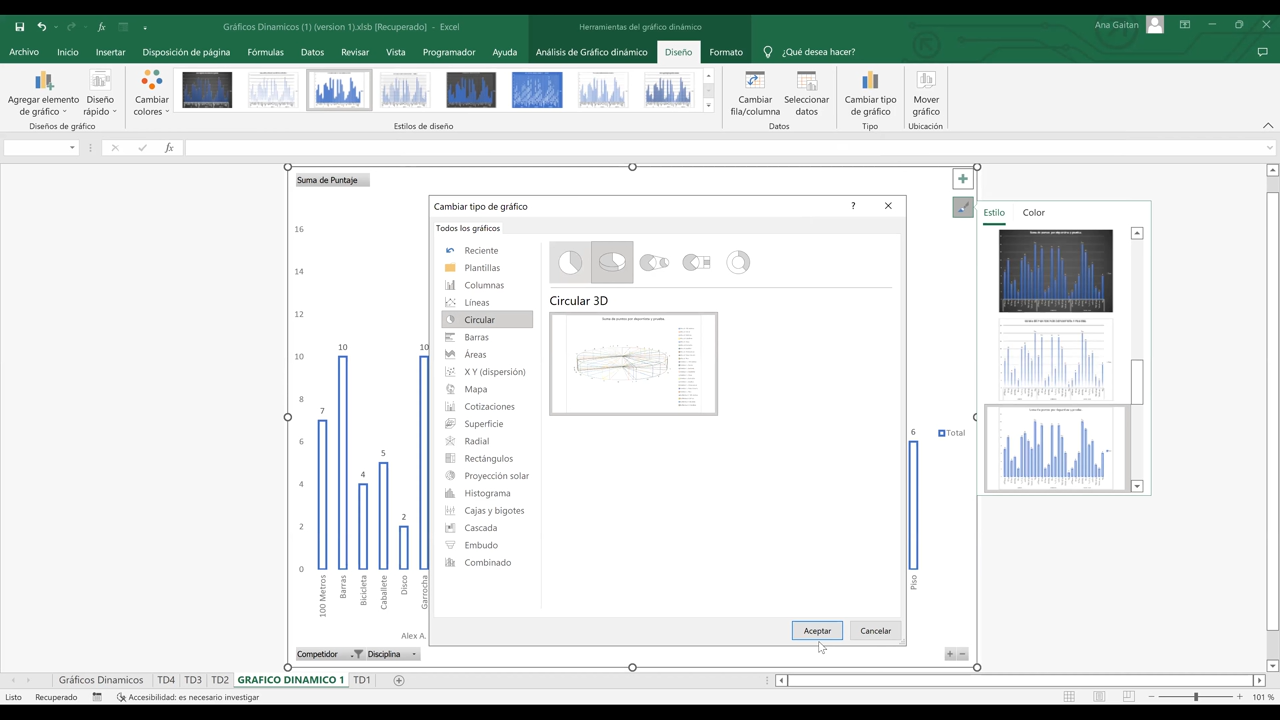 Gráficos Dinamicos (1) (version 1).xlsb [Recuperado] - Excel
Herramientas del gráfico dinámico
Ana Gaitan
Archivo Inicio Insertar Disposición de página Fórmulas Datos Revisar Vista Programador Ayuda Análisis de Gráfico dinámico Diseño Formato ¿Qué desea hacer?
Agregar elemento de gráfico
Diseño rápido
Cambiar colores
Cambiar fila/columna
Seleccionar datos
Cambiar tipo de gráfico
Mover gráfico
Diseños de gráfico
Estilos de diseño
Datos
Tipo
Ubicación
fx
Suma de Puntaje
16
14
12
10
8
6
4
2
0
7
10
4
5
2
10
6
Total
100 Metros
Barras
Bicicleta
Caballete
Disco
Garrocha
Piso
Alex A.
Competidor
Disciplina
Cambiar tipo de gráfico
?
Todos los gráficos
Reciente
Plantillas
Columnas
Líneas
Circular
Barras
Áreas
X Y (dispersión)
Mapa
Cotizaciones
Superficie
Radial
Rectángulos
Proyección solar
Histograma
Cajas y bigotes
Cascada
Embudo
Combinado
Circular 3D
Suma de puntos por deportista y prueba
Aceptar
Cancelar
Estilo Color
Gráficos Dinamicos TD4 TD3 TD2 GRAFICO DINAMICO 1 TD1
Listo Recuperado Accesibilidad: es necesario investigar
101 %